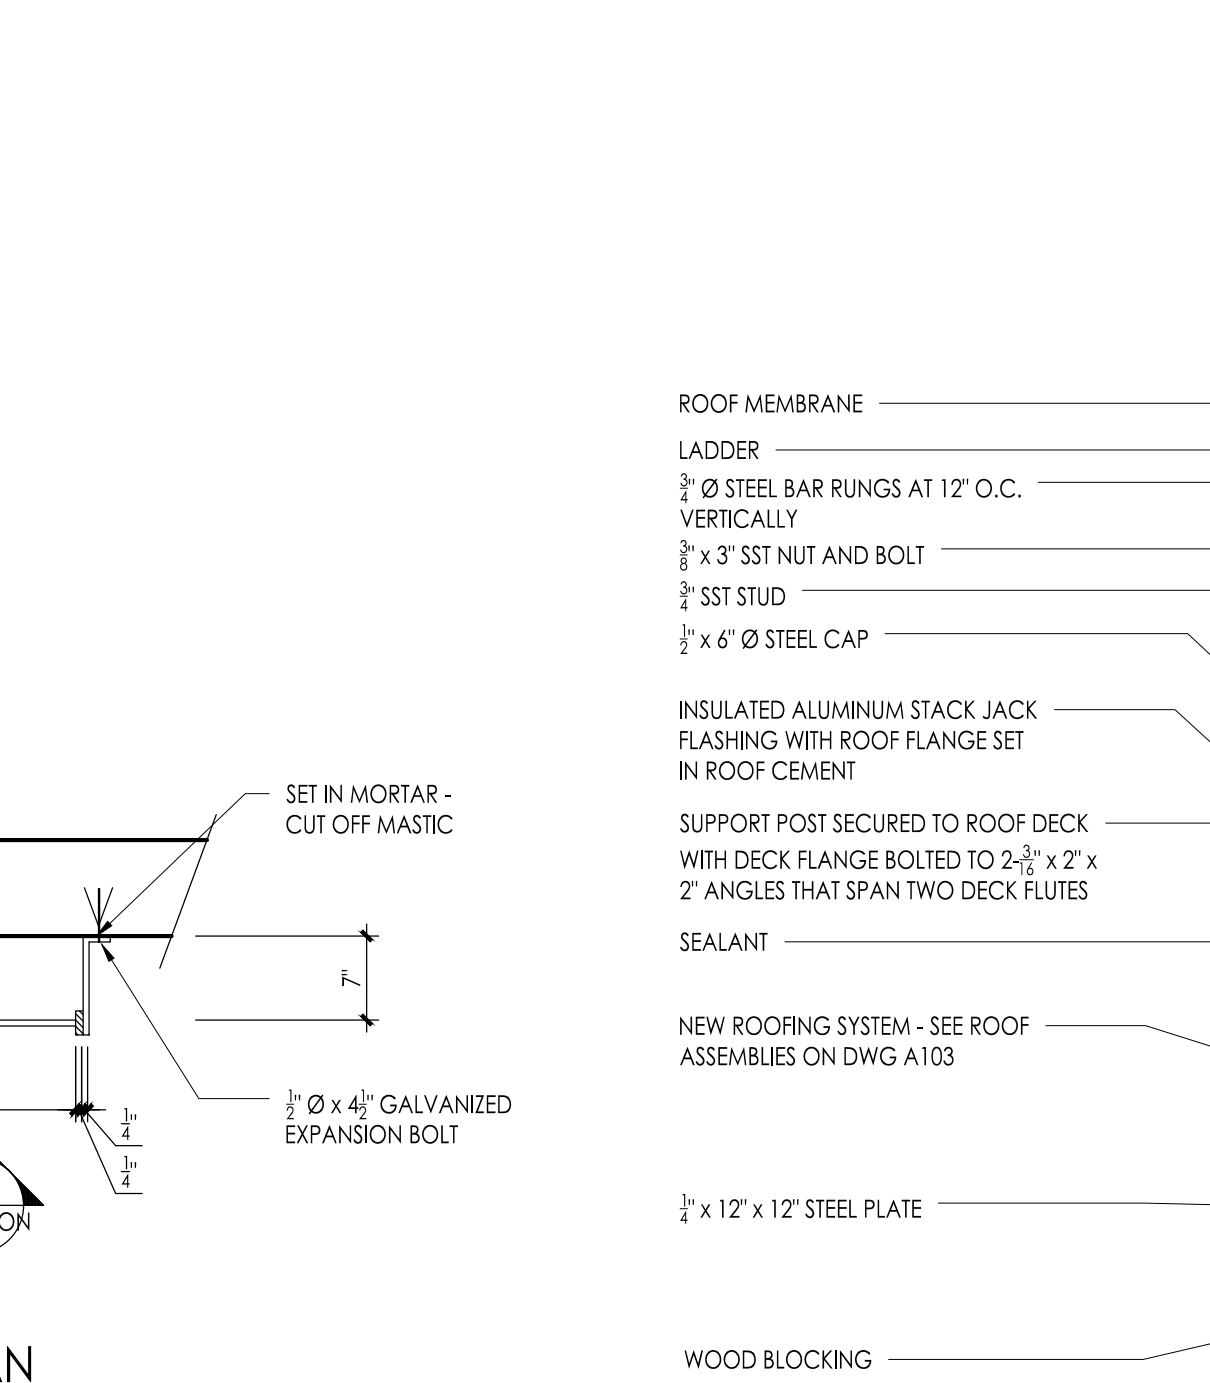 SET IN MORTAR -
CUT OFF MASTIC
7"
1/2" Ø x 4 1/2" GALVANIZED
EXPANSION BOLT
1/4"
1/4"
ROOF MEMBRANE
LADDER
3/4" Ø STEEL BAR RUNGS AT 12" O.C.
VERTICALLY
3/8" x 3" SST NUT AND BOLT
3/4" SST STUD
1/2" x 6" Ø STEEL CAP
INSULATED ALUMINUM STACK JACK
FLASHING WITH ROOF FLANGE SET
IN ROOF CEMENT
SUPPORT POST SECURED TO ROOF DECK
WITH DECK FLANGE BOLTED TO 2-3/16" x 2" x
2" ANGLES THAT SPAN TWO DECK FLUTES
SEALANT
NEW ROOFING SYSTEM - SEE ROOF
ASSEMBLIES ON DWG A103
1/4" x 12" x 12" STEEL PLATE
WOOD BLOCKING